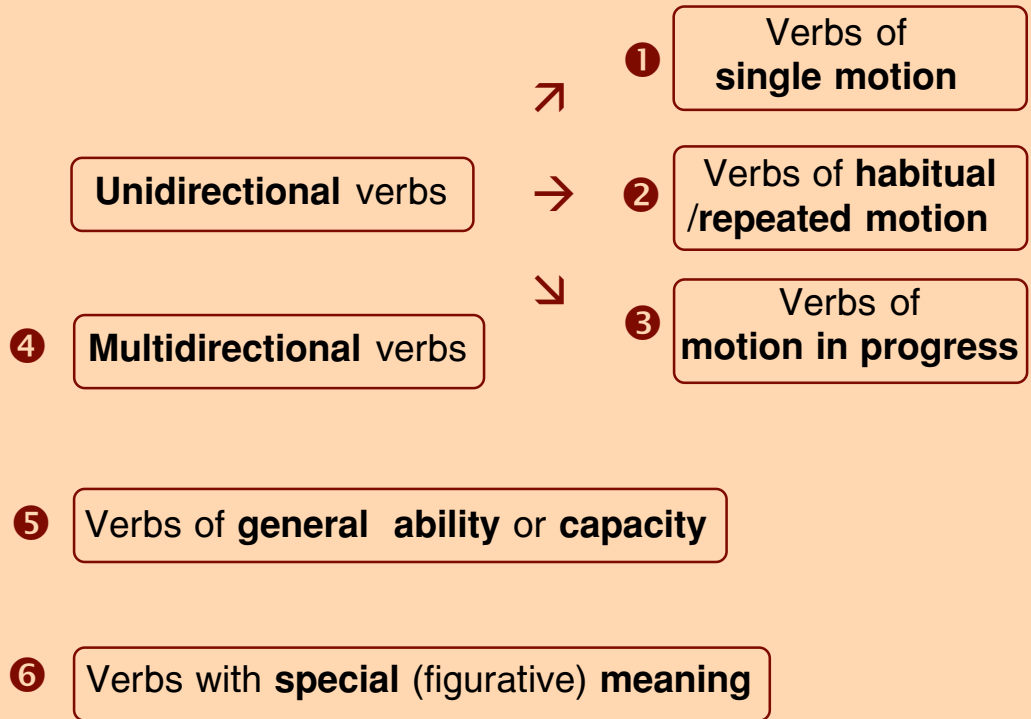 Unidirectional verbs
↗
→
↘
❶ Verbs of
single motion
❷ Verbs of habitual
/repeated motion
❸ Verbs of
motion in progress
❹ Multidirectional verbs
❺ Verbs of general ability or capacity
❻ Verbs with special (figurative) meaning